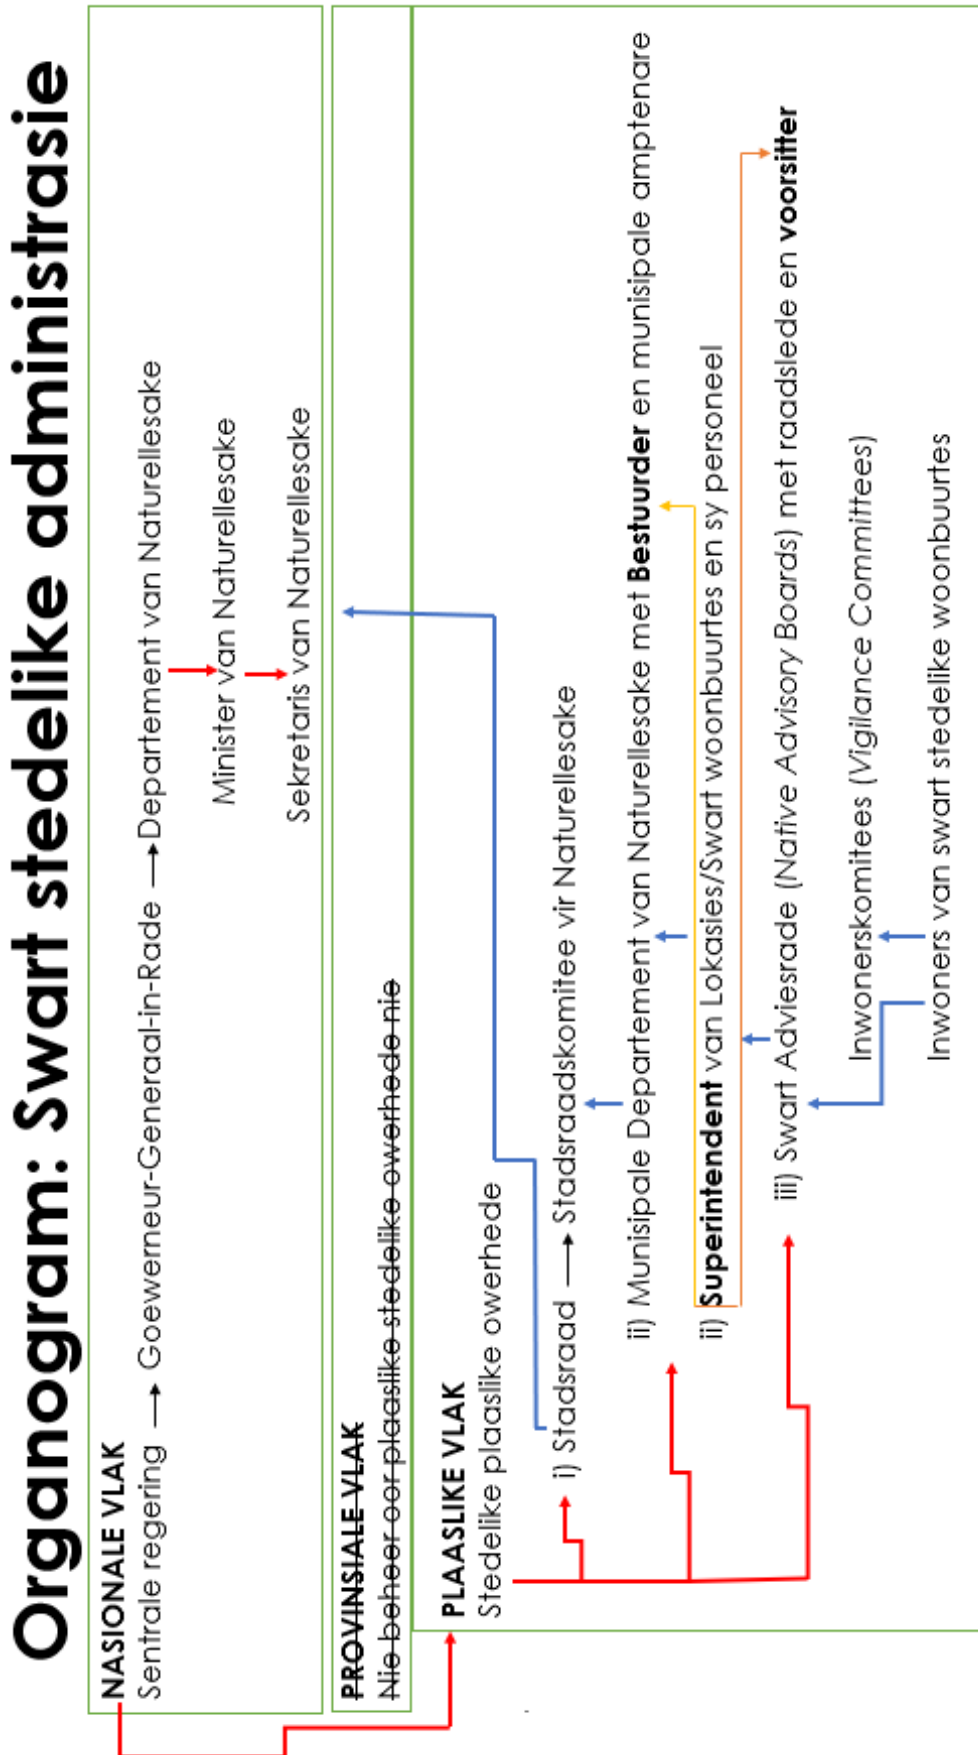 Organogram: Swart stedelike administrasie
NASIONALE VLAK
Sentrale regering → Goewerneur-Generaal-in-Rade → Departement van Naturellesake
Minister van Naturellesake
Sekretaris van Naturellesake
PROVINSIALE VLAK
Nie beheer oor plaaslike stedelike owerhede nie
PLAASLIKE VLAK
Stedelike plaaslike owerhede
i) Stadsraad → Stadsraadskomitee vir Naturellesake
ii) Munisipale Departement van Naturellesake met Bestuurder en munisipale amptenare
ii) Superintendent van Lokasies/Swart woonbuurtes en sy personeel
iii) Swart Adviesrade (Native Advisory Boards) met raadslede en voorsitter
Inwonerskomitees (Vigilance Committees)
Inwoners van swart stedelike woonbuurtes